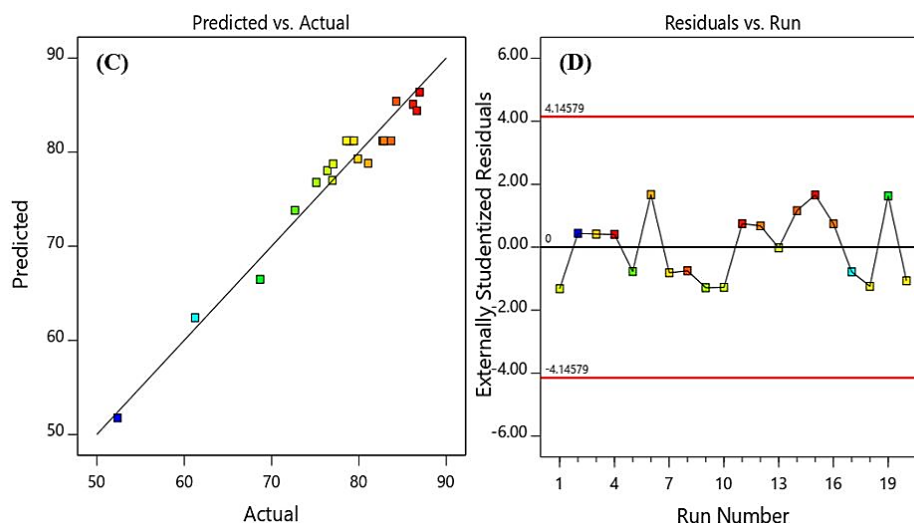 Predicted vs. Actual
(C)
Predicted
90
80
70
60
50
50 60 70 80 90
Actual
Residuals vs. Run
(D)
Externally Studentized Residuals
6.00
4.00
2.00
0.00
-2.00
-4.00
-6.00
4.14579
0
-4.14579
1 4 7 10 13 16 19
Run Number